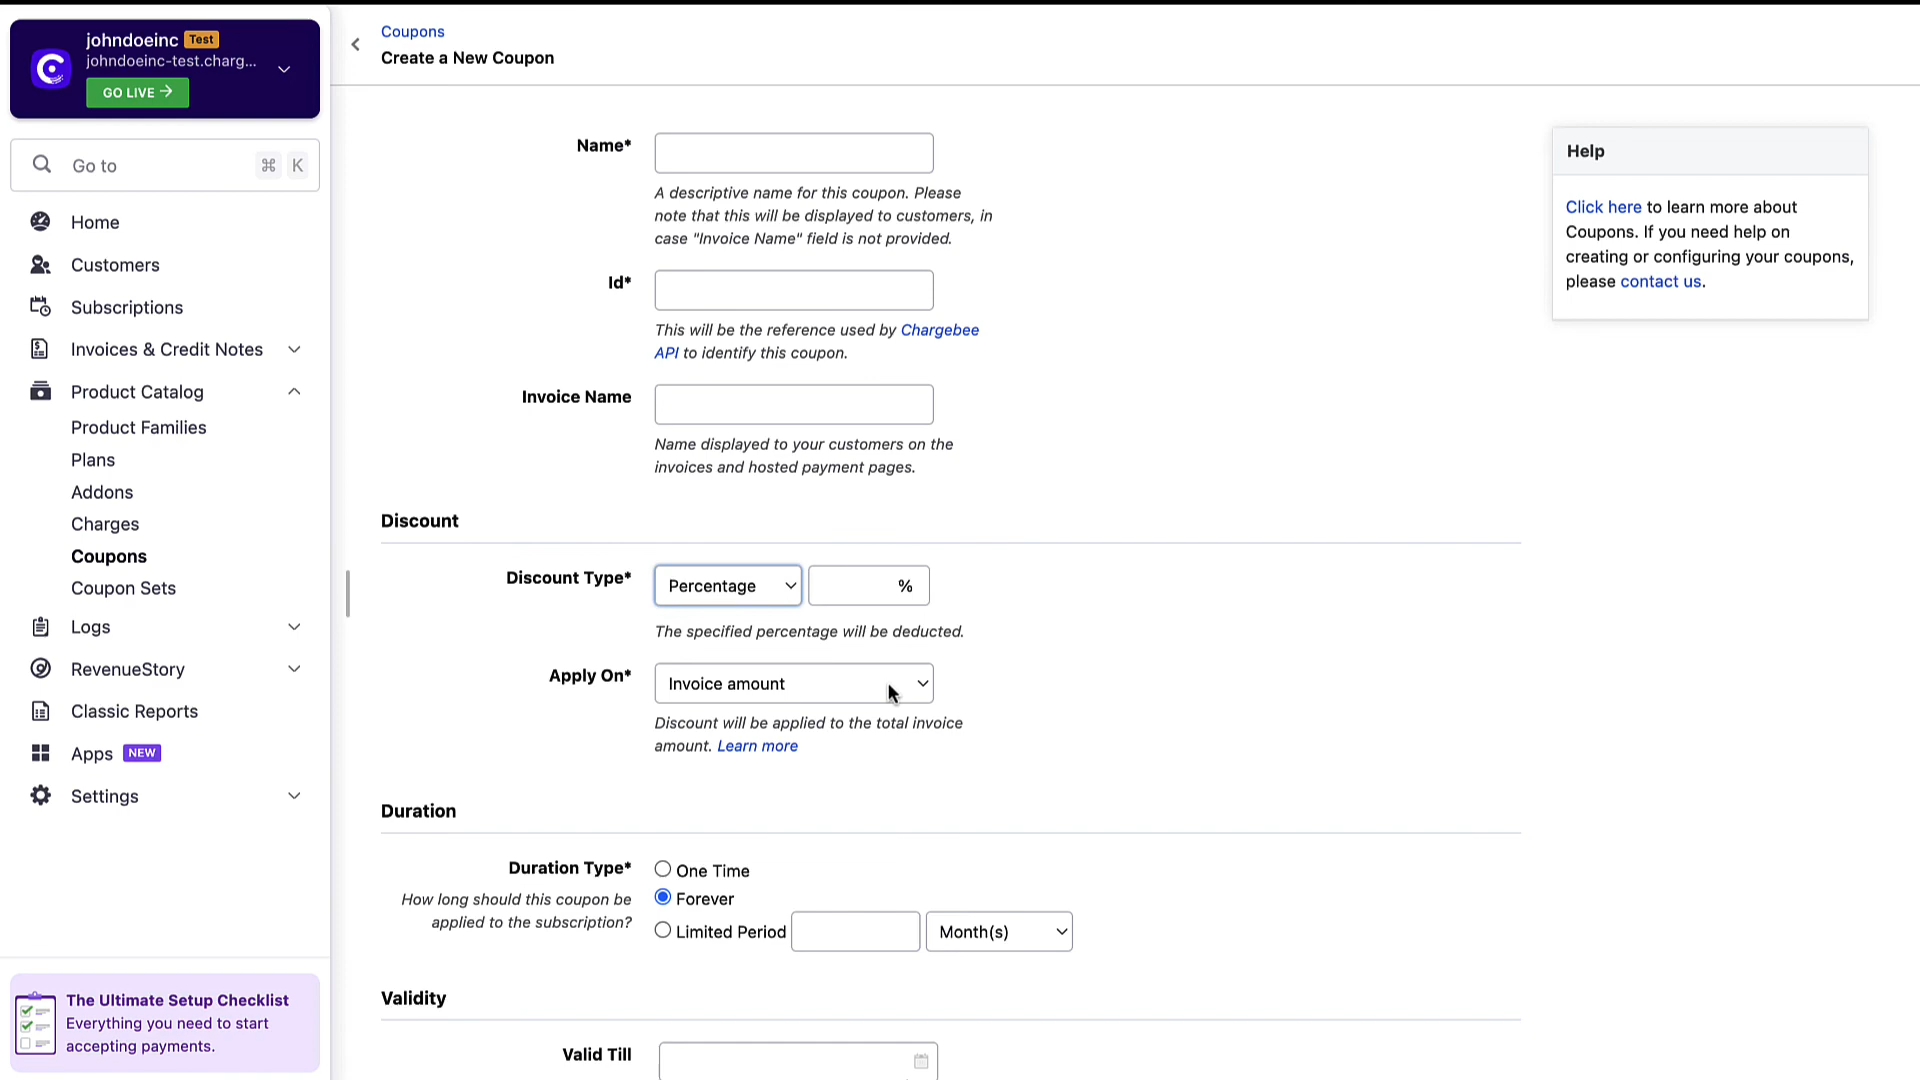 johndoeinc Test
johndoeinc-test.charg...
GO LIVE →
Go to ⌘ K
Home
Customers
Subscriptions
Invoices & Credit Notes
Product Catalog
Product Families
Plans
Addons
Charges
Coupons
Coupon Sets
Logs
RevenueStory
Classic Reports
Apps NEW
Settings
The Ultimate Setup Checklist
Everything you need to start
accepting payments.
Coupons
Create a New Coupon
Name*
A descriptive name for this coupon. Please
note that this will be displayed to customers, in
case "Invoice Name" field is not provided.
Id*
This will be the reference used by Chargebee
API to identify this coupon.
Invoice Name
Name displayed to your customers on the
invoices and hosted payment pages.
Discount
Discount Type* Percentage %
The specified percentage will be deducted.
Apply On* Invoice amount
Discount will be applied to the total invoice
amount. Learn more
Duration
Duration Type*
How long should this coupon be
applied to the subscription?
One Time
Forever
Limited Period Month(s)
Validity
Valid Till
Help
Click here to learn more about
Coupons. If you need help on
creating or configuring your coupons,
please contact us.